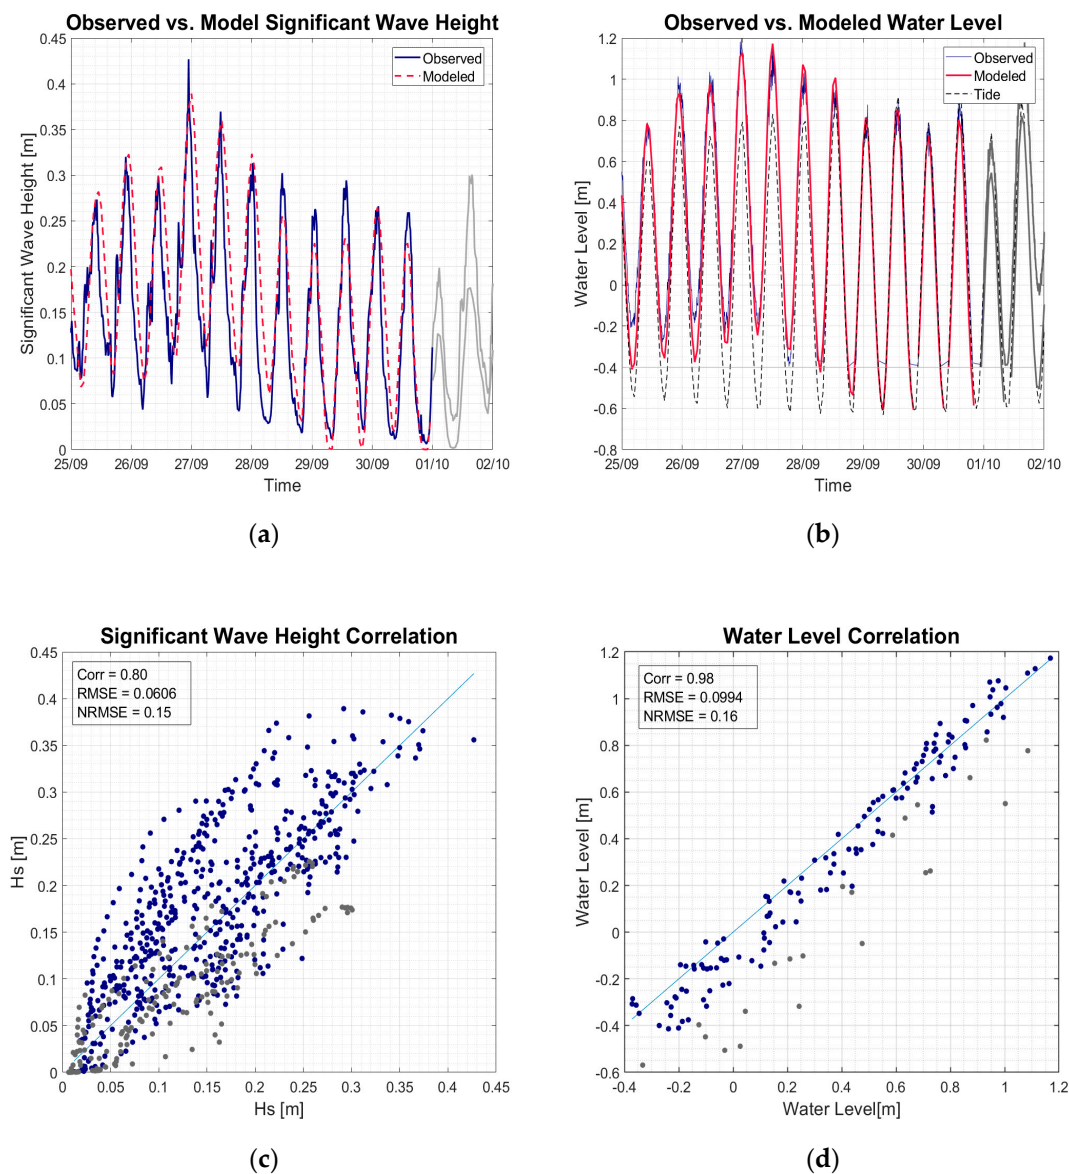 Observed vs. Model Significant Wave Height
0.45
0.4
0.35
0.3
0.25
0.2
0.15
0.1
0.05
0
Significant Wave Height [m]
Observed
Modeled
25/09 26/09 27/09 28/09 29/09 30/09 01/10 02/10
Time
(a)
Observed vs. Modeled Water Level
1.2
1
0.8
0.6
0.4
0.2
0
-0.2
-0.4
-0.6
-0.8
Water Level [m]
Observed
Modeled
Tide
25/09 26/09 27/09 28/09 29/09 30/09 01/10 02/10
Time
(b)
Significant Wave Height Correlation
0.45
0.4
0.35
0.3
0.25
0.2
0.15
0.1
0.05
0
Hs [m]
Corr = 0.80
RMSE = 0.0606
NRMSE = 0.15
0 0.05 0.1 0.15 0.2 0.25 0.3 0.35 0.4 0.45
Hs [m]
(c)
Water Level Correlation
1.2
1
0.8
0.6
0.4
0.2
0
-0.2
-0.4
-0.6
Water Level [m]
Corr = 0.98
RMSE = 0.0994
NRMSE = 0.16
-0.4 -0.2 0 0.2 0.4 0.6 0.8 1 1.2
Water Level[m]
(d)